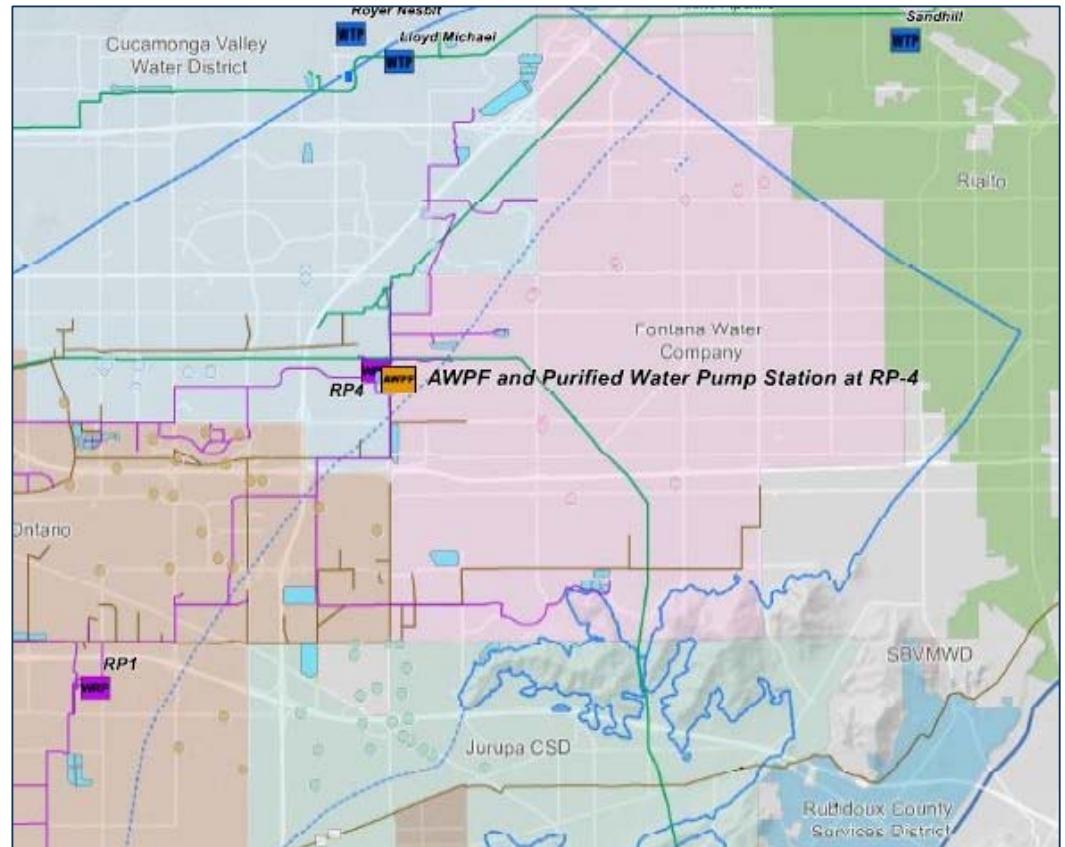 Royer Nesbit
Sandhill
WTP
Lloyd Michael
WTP
WTP
Cucamonga Valley
Water District
Rialto
Fontana Water
Company
AWPF
AWPF and Purified Water Pump Station at RP-4
RP4
Ontario
RP1
WRP
SBVMWD
Jurupa CSD
Rubidoux County
Services District